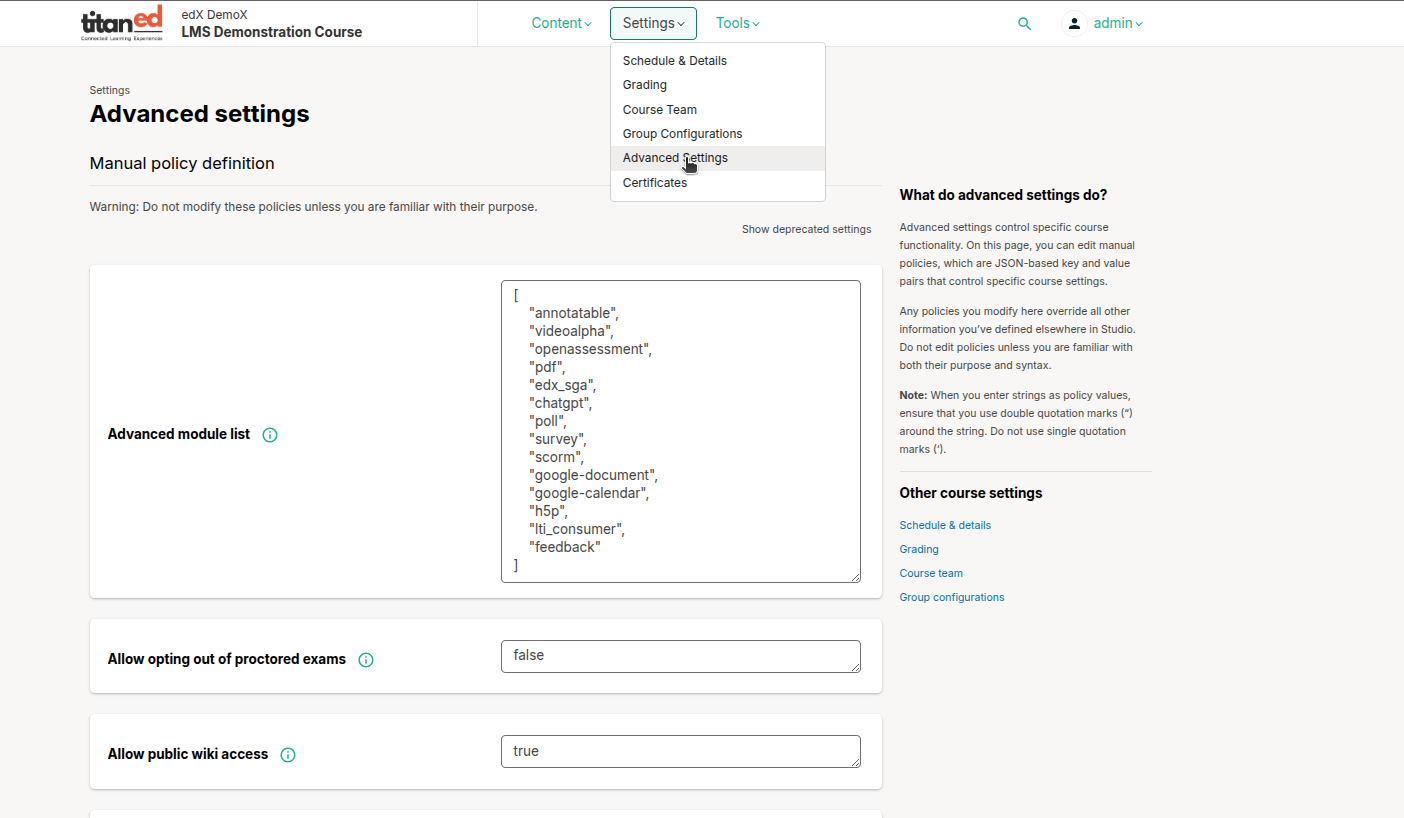 titaned
Connected Learning Experiences
edX DemoX
LMS Demonstration Course
Content
Settings
Tools
admin
Schedule & Details
Grading
Course Team
Group Configurations
Advanced Settings
Certificates
Settings
Advanced settings
Manual policy definition
Warning: Do not modify these policies unless you are familiar with their purpose.
Show deprecated settings
Advanced module list
[
"annotatable",
"videoalpha",
"openassessment",
"pdf",
"edx_sga",
"chatgpt",
"poll",
"survey",
"scorm",
"google-document",
"google-calendar",
"h5p",
"lti_consumer",
"feedback"
]
Allow opting out of proctored exams
false
Allow public wiki access
true
What do advanced settings do?
Advanced settings control specific course
functionality. On this page, you can edit manual
policies, which are JSON-based key and value
pairs that control specific course settings.
Any policies you modify here override all other
information you’ve defined elsewhere in Studio.
Do not edit policies unless you are familiar with
both their purpose and syntax.
Note: When you enter strings as policy values,
ensure that you use double quotation marks (“)
around the string. Do not use single quotation
marks (‘).
Other course settings
Schedule & details
Grading
Course team
Group configurations